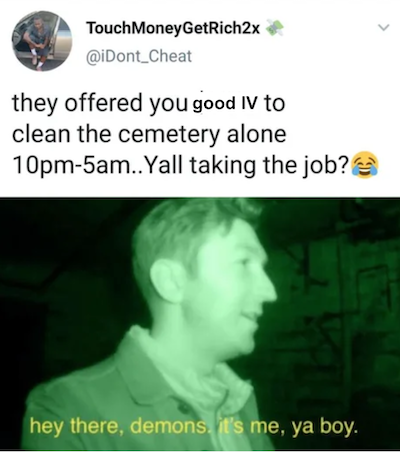 TouchMoneyGetRich2x 💸
@iDont_Cheat
they offered you good IV to
clean the cemetery alone
10pm-5am..Yall taking the job?😂
hey there, demons. it's me, ya boy.